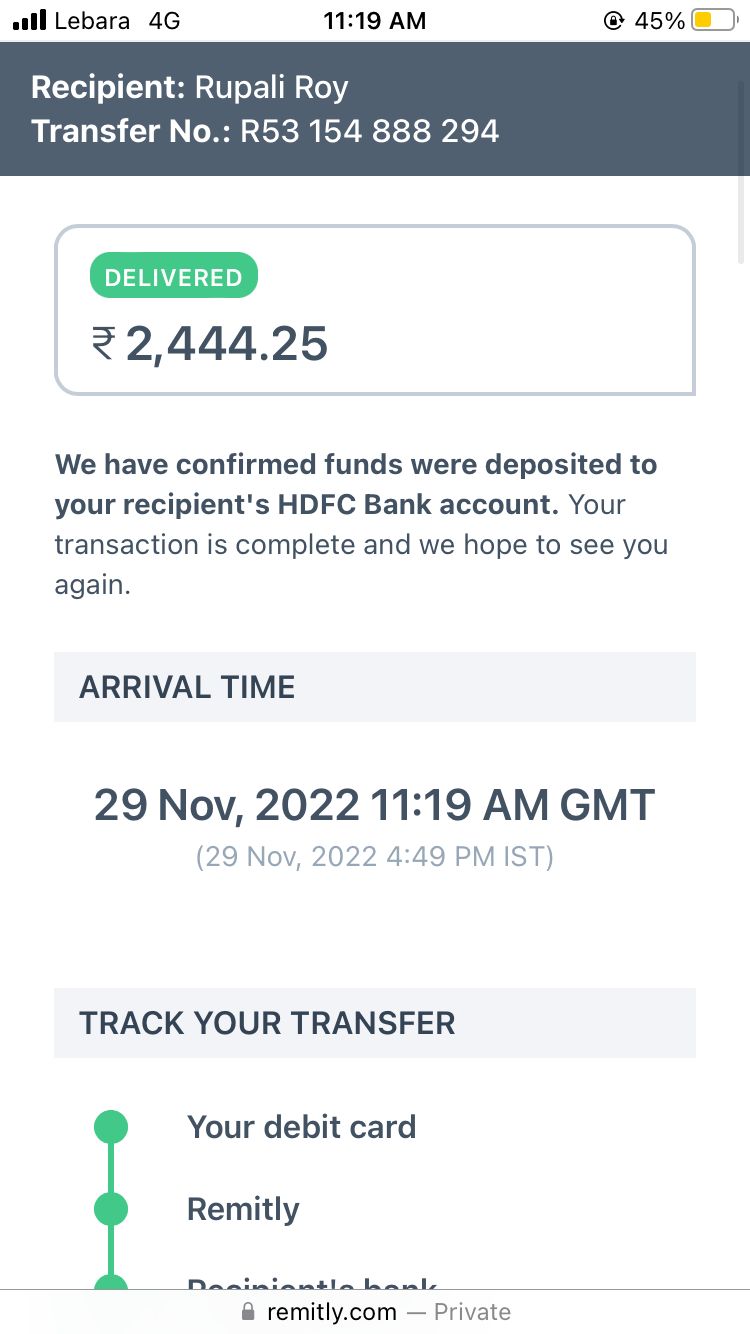 Lebara 4G 11:19 AM 45%
Recipient: Rupali Roy
Transfer No.: R53 154 888 294
DELIVERED
₹ 2,444.25
We have confirmed funds were deposited to
your recipient's HDFC Bank account. Your
transaction is complete and we hope to see you
again.
ARRIVAL TIME
29 Nov, 2022 11:19 AM GMT
(29 Nov, 2022 4:49 PM IST)
TRACK YOUR TRANSFER
Your debit card
Remitly
Recipient's bank
remitly.com — Private